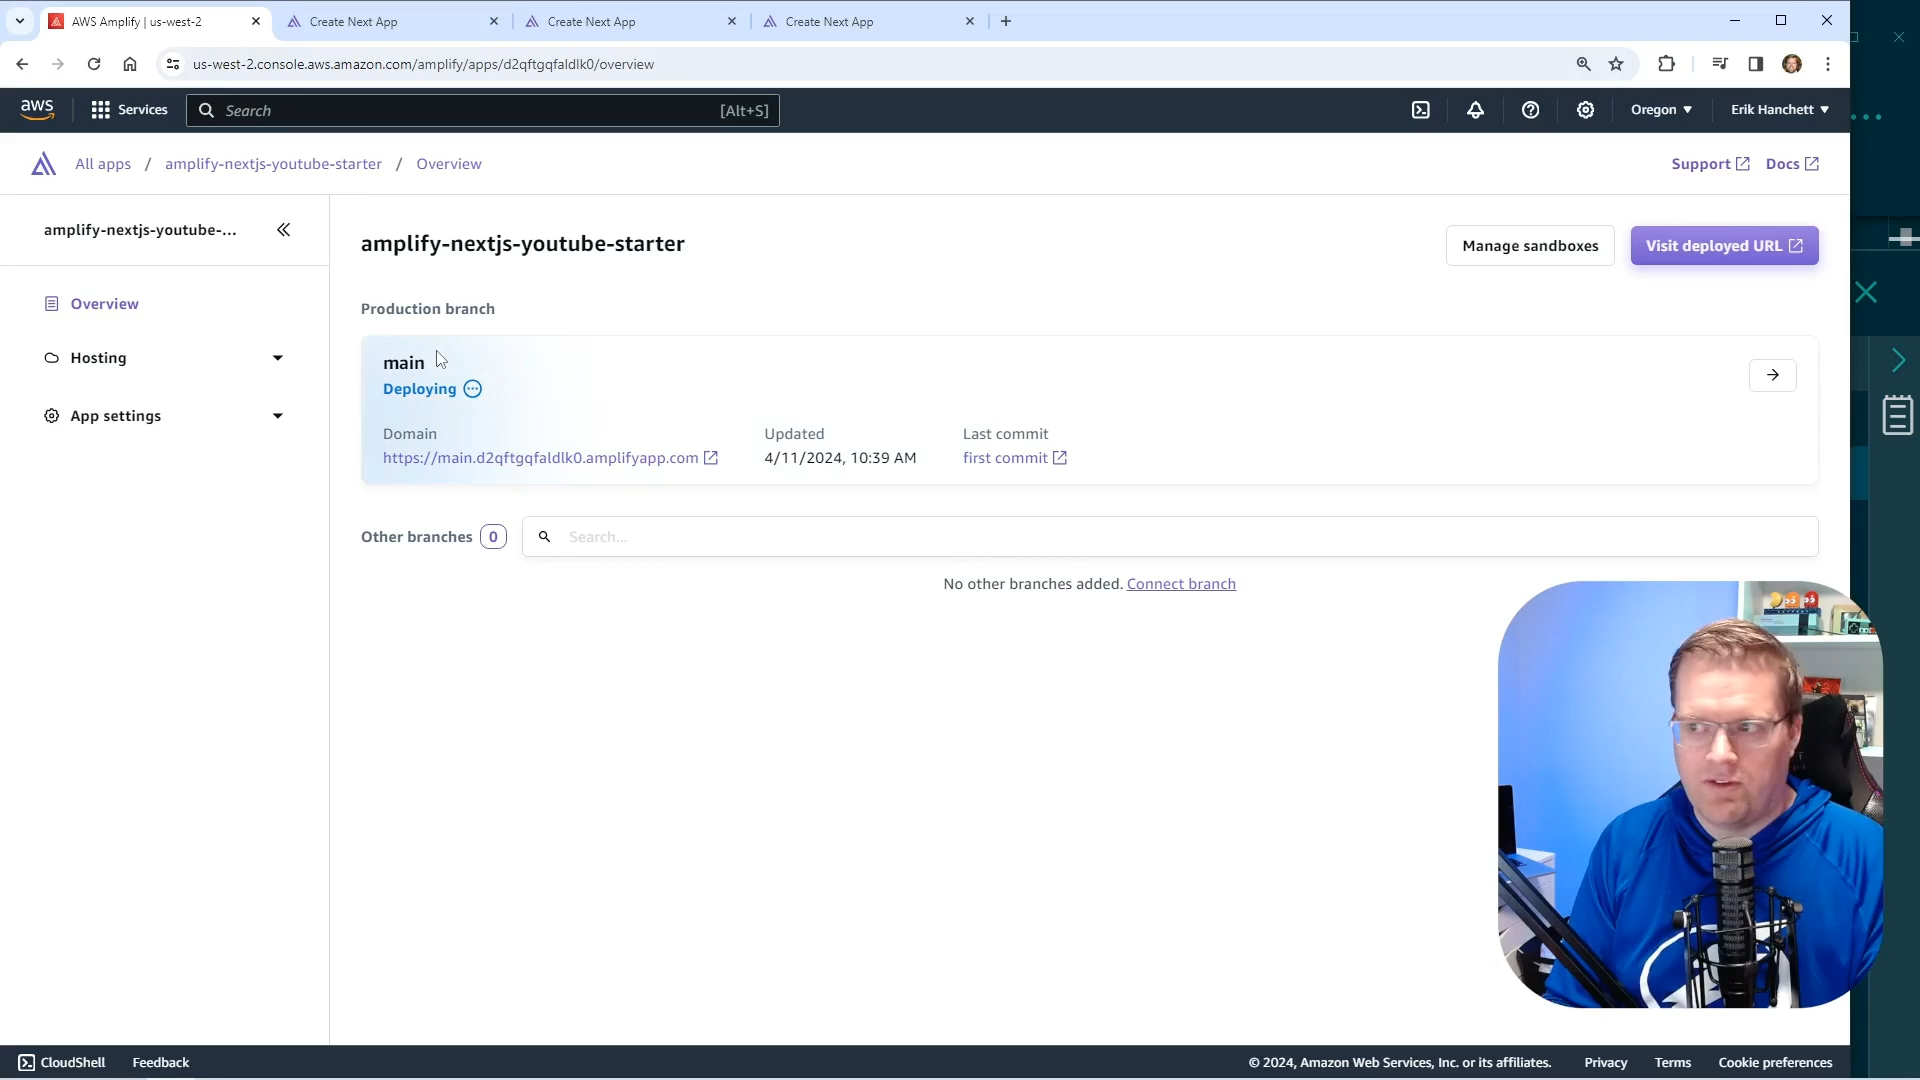 AWS Amplify | us-west-2
Create Next App
Create Next App
Create Next App
us-west-2.console.aws.amazon.com/amplify/apps/d2qftgqfaldlk0/overview
aws
Services
Search
[Alt+S]
Oregon
Erik Hanchett
All apps / amplify-nextjs-youtube-starter / Overview
Support
Docs
amplify-nextjs-youtube-...
Overview
Hosting
App settings
amplify-nextjs-youtube-starter
Manage sandboxes
Visit deployed URL
Production branch
main
Deploying
Domain
https://main.d2qftgqfaldlk0.amplifyapp.com
Updated
4/11/2024, 10:39 AM
Last commit
first commit
Other branches 0
Search...
No other branches added. Connect branch
CloudShell
Feedback
© 2024, Amazon Web Services, Inc. or its affiliates.
Privacy
Terms
Cookie preferences